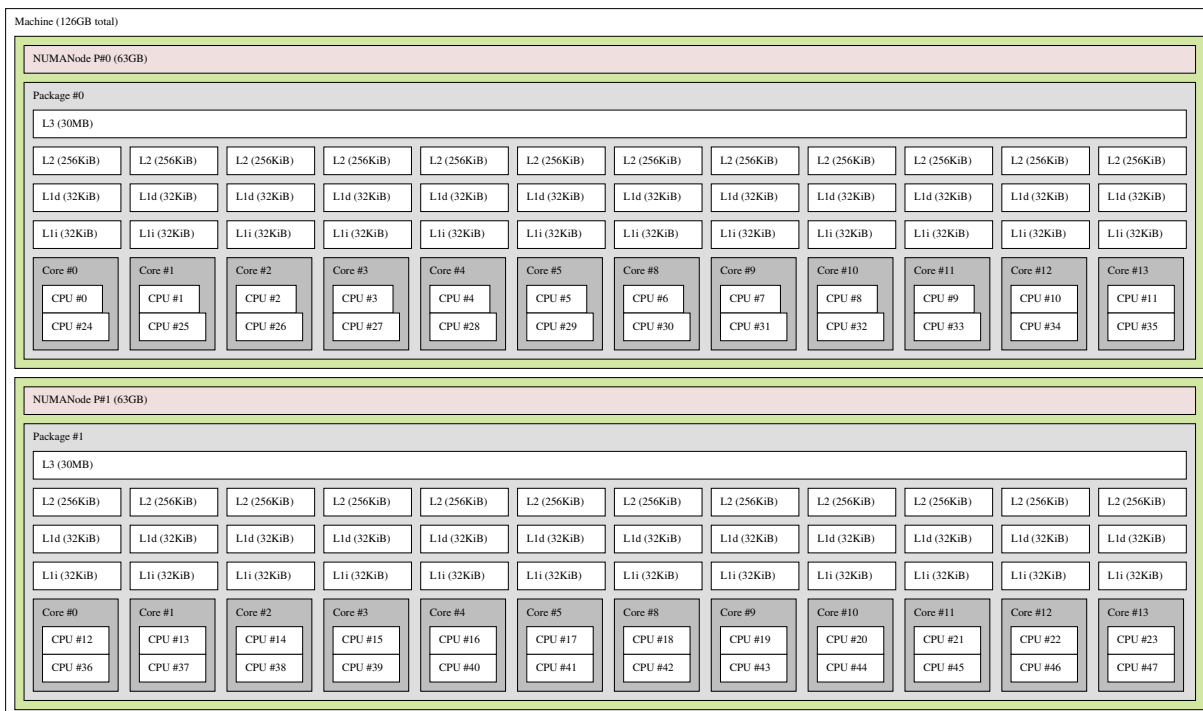 Machine (126GB total)
NUMANode P#0 (63GB)
Package #0
L3 (30MB)
L2 (256KiB) L2 (256KiB) L2 (256KiB) L2 (256KiB) L2 (256KiB) L2 (256KiB) L2 (256KiB) L2 (256KiB) L2 (256KiB) L2 (256KiB) L2 (256KiB) L2 (256KiB)
L1d (32KiB) L1d (32KiB) L1d (32KiB) L1d (32KiB) L1d (32KiB) L1d (32KiB) L1d (32KiB) L1d (32KiB) L1d (32KiB) L1d (32KiB) L1d (32KiB) L1d (32KiB)
L1i (32KiB) L1i (32KiB) L1i (32KiB) L1i (32KiB) L1i (32KiB) L1i (32KiB) L1i (32KiB) L1i (32KiB) L1i (32KiB) L1i (32KiB) L1i (32KiB) L1i (32KiB)
Core #0 Core #1 Core #2 Core #3 Core #4 Core #5 Core #8 Core #9 Core #10 Core #11 Core #12 Core #13
CPU #0 CPU #1 CPU #2 CPU #3 CPU #4 CPU #5 CPU #6 CPU #7 CPU #8 CPU #9 CPU #10 CPU #11
CPU #24 CPU #25 CPU #26 CPU #27 CPU #28 CPU #29 CPU #30 CPU #31 CPU #32 CPU #33 CPU #34 CPU #35
NUMANode P#1 (63GB)
Package #1
L3 (30MB)
L2 (256KiB) L2 (256KiB) L2 (256KiB) L2 (256KiB) L2 (256KiB) L2 (256KiB) L2 (256KiB) L2 (256KiB) L2 (256KiB) L2 (256KiB) L2 (256KiB) L2 (256KiB)
L1d (32KiB) L1d (32KiB) L1d (32KiB) L1d (32KiB) L1d (32KiB) L1d (32KiB) L1d (32KiB) L1d (32KiB) L1d (32KiB) L1d (32KiB) L1d (32KiB) L1d (32KiB)
L1i (32KiB) L1i (32KiB) L1i (32KiB) L1i (32KiB) L1i (32KiB) L1i (32KiB) L1i (32KiB) L1i (32KiB) L1i (32KiB) L1i (32KiB) L1i (32KiB) L1i (32KiB)
Core #0 Core #1 Core #2 Core #3 Core #4 Core #5 Core #8 Core #9 Core #10 Core #11 Core #12 Core #13
CPU #12 CPU #13 CPU #14 CPU #15 CPU #16 CPU #17 CPU #18 CPU #19 CPU #20 CPU #21 CPU #22 CPU #23
CPU #36 CPU #37 CPU #38 CPU #39 CPU #40 CPU #41 CPU #42 CPU #43 CPU #44 CPU #45 CPU #46 CPU #47